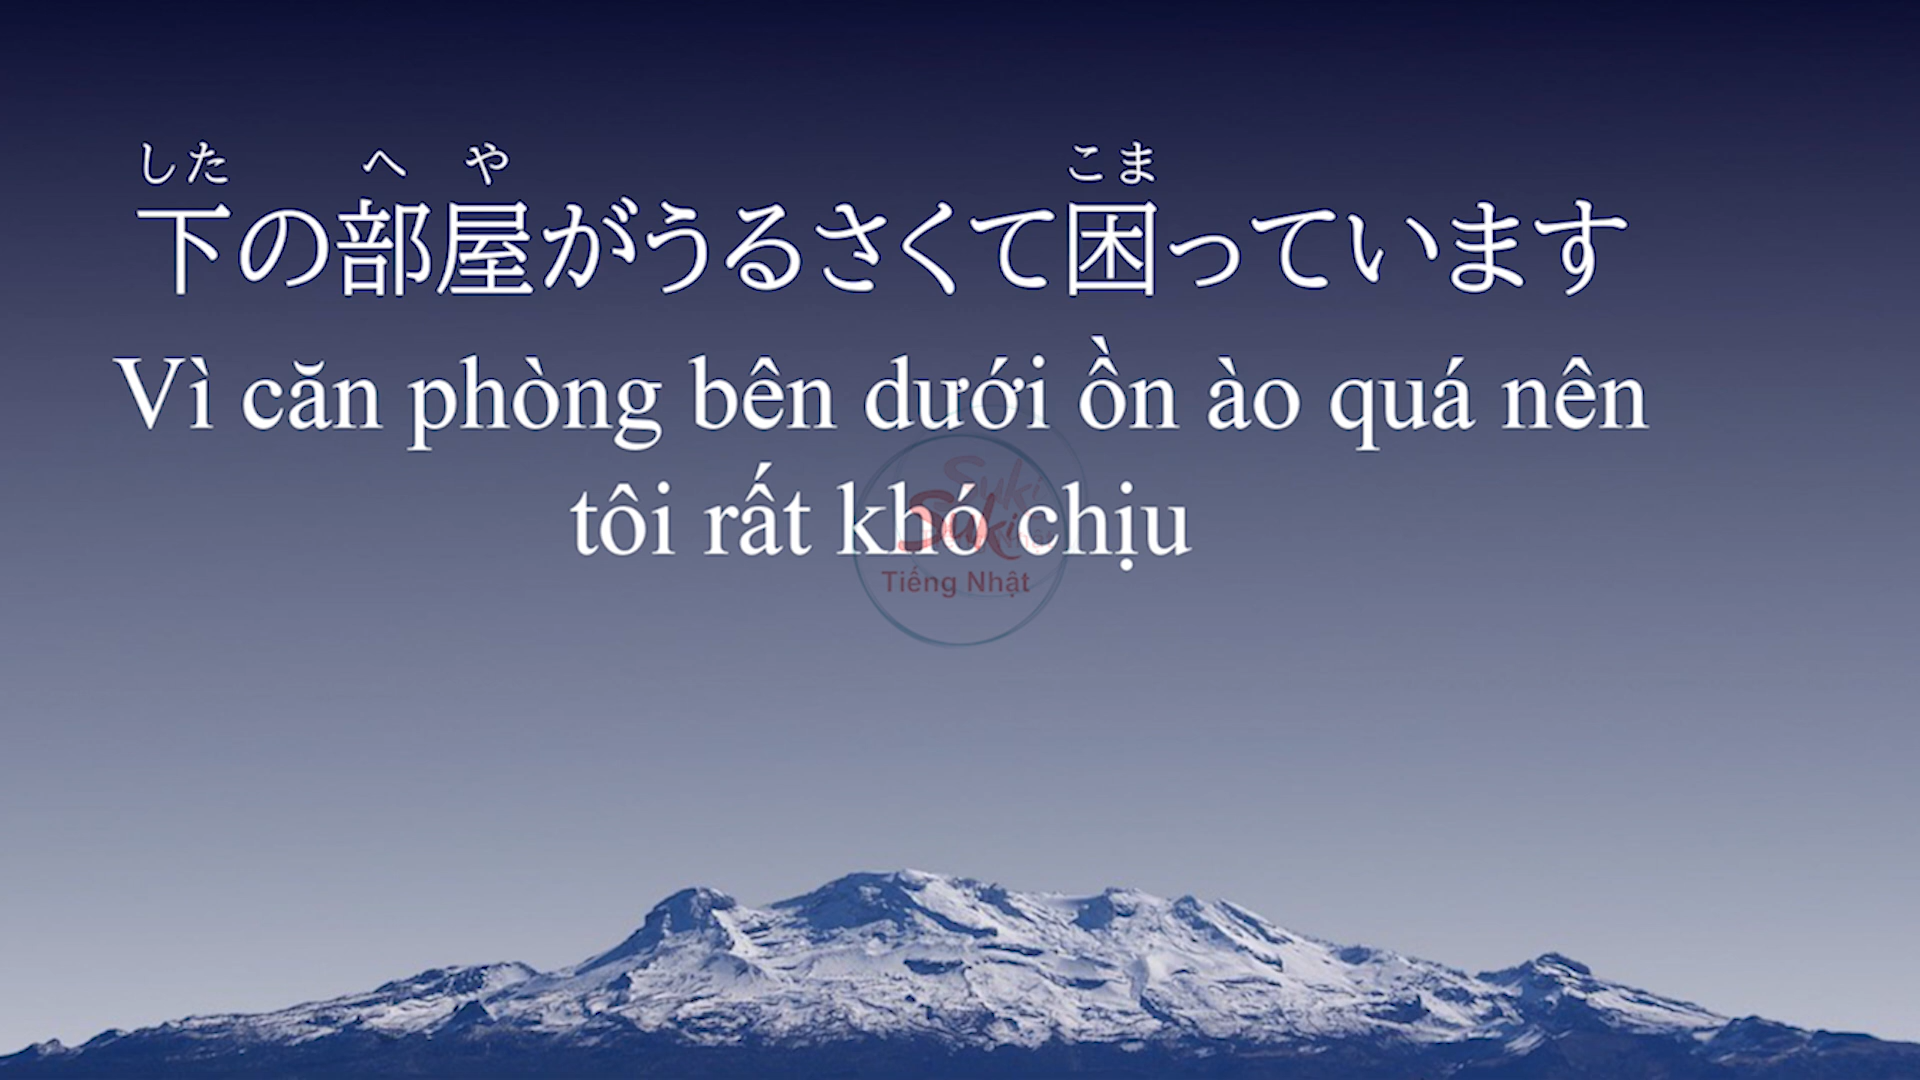 した へ や こま
下の部屋がうるさくて困っています
Vì căn phòng bên dưới ồn ào quá nên
tôi rất khó chịu
Suki
Suki
Tiếng Nhật